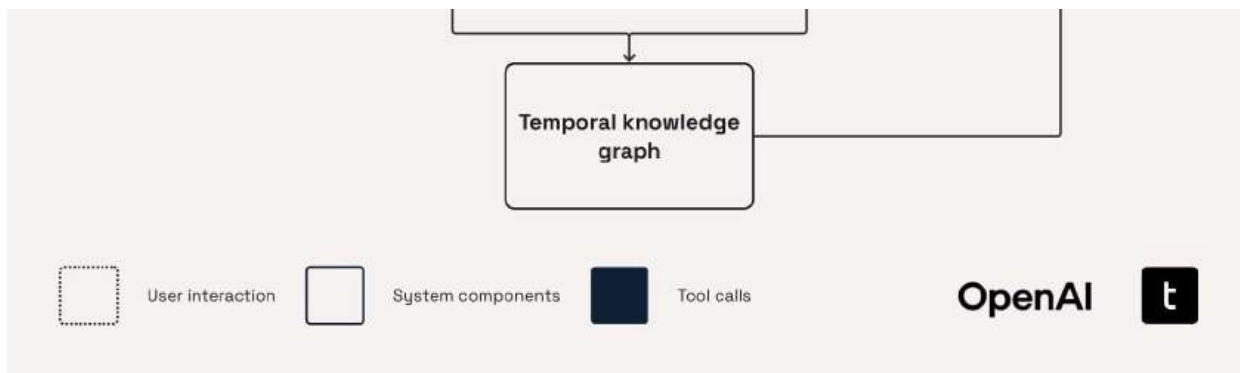 Temporal knowledge
graph
User interaction
System components
Tool calls
OpenAI
t